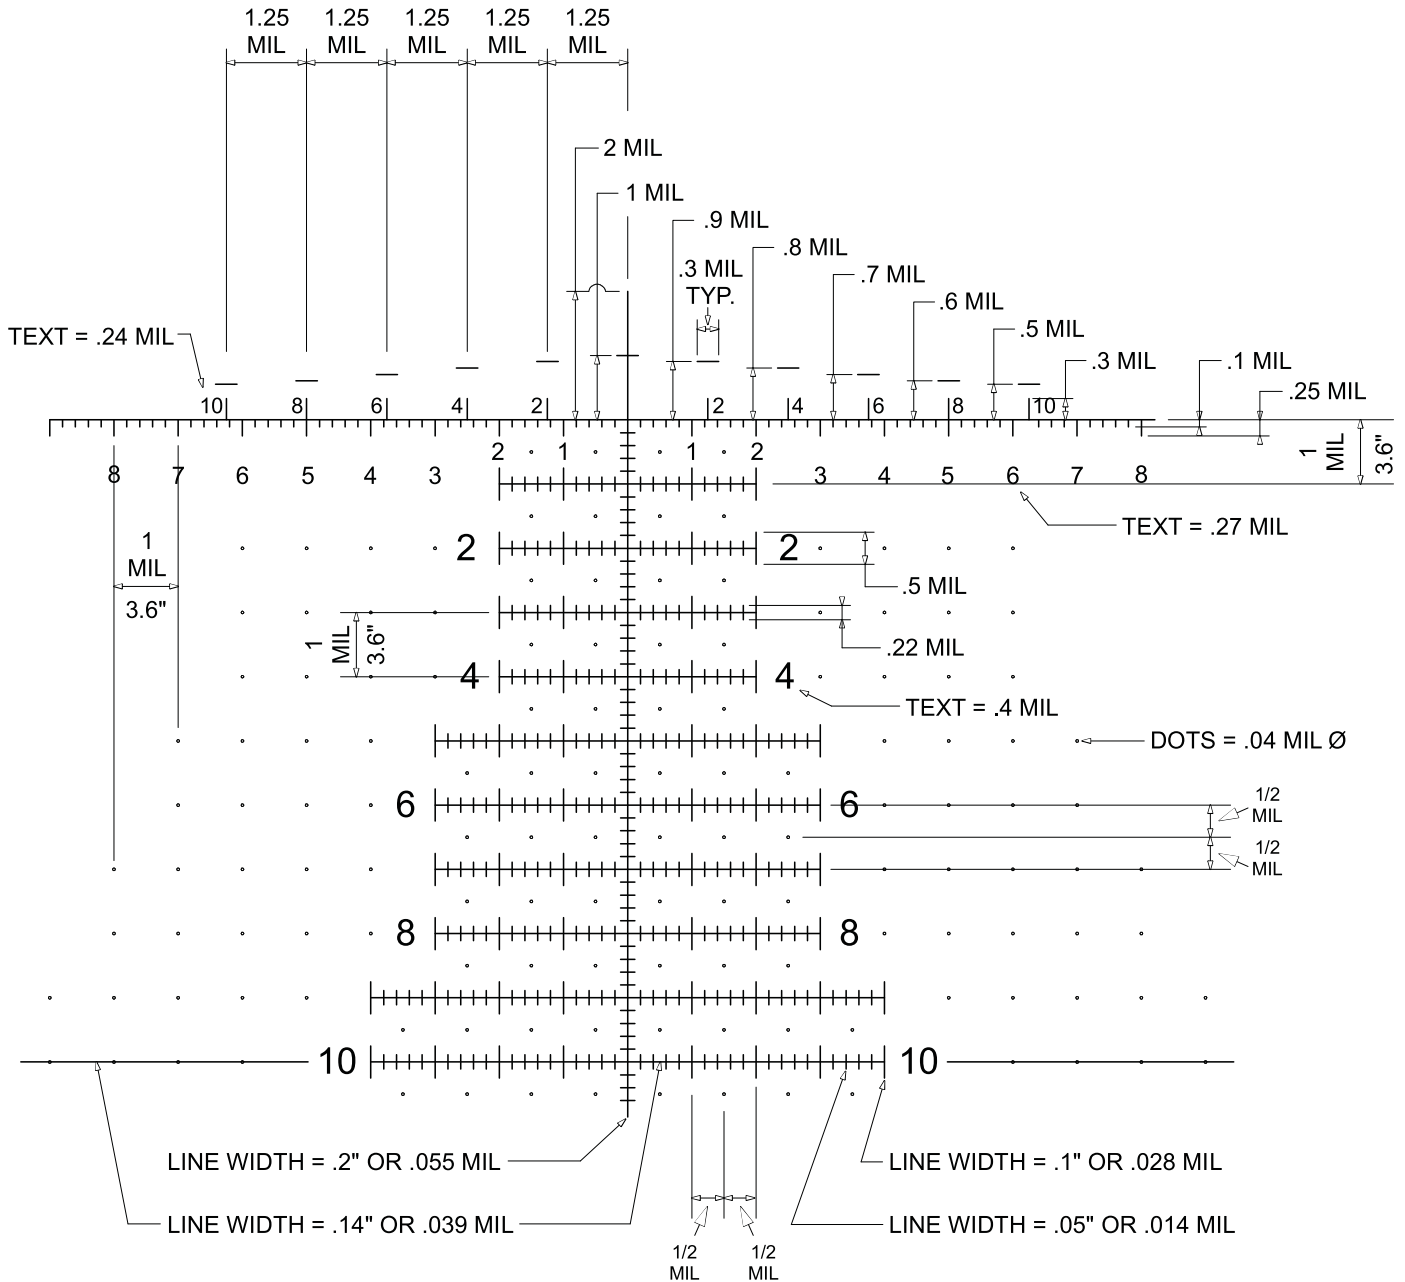 1.25 1.25 1.25 1.25 1.25
MIL MIL MIL MIL MIL
2 MIL
1 MIL
.9 MIL
.8 MIL
.3 MIL
TYP.
.7 MIL
.6 MIL
.5 MIL
TEXT = .24 MIL
.3 MIL
.1 MIL
.25 MIL
10 8 6 4 2 2 4 6 8 10
2 1 1 2
1
MIL
3.6"
8 7 6 5 4 3 3 4 5 6 7 8
TEXT = .27 MIL
2 2
1
MIL
3.6"
.5 MIL
1
MIL
3.6"
.22 MIL
4 4
TEXT = .4 MIL
DOTS = .04 MIL Ø
6 6
1/2
MIL
1/2
MIL
8 8
10 10
LINE WIDTH = .2" OR .055 MIL
LINE WIDTH = .1" OR .028 MIL
LINE WIDTH = .14" OR .039 MIL
LINE WIDTH = .05" OR .014 MIL
1/2 1/2
MIL MIL